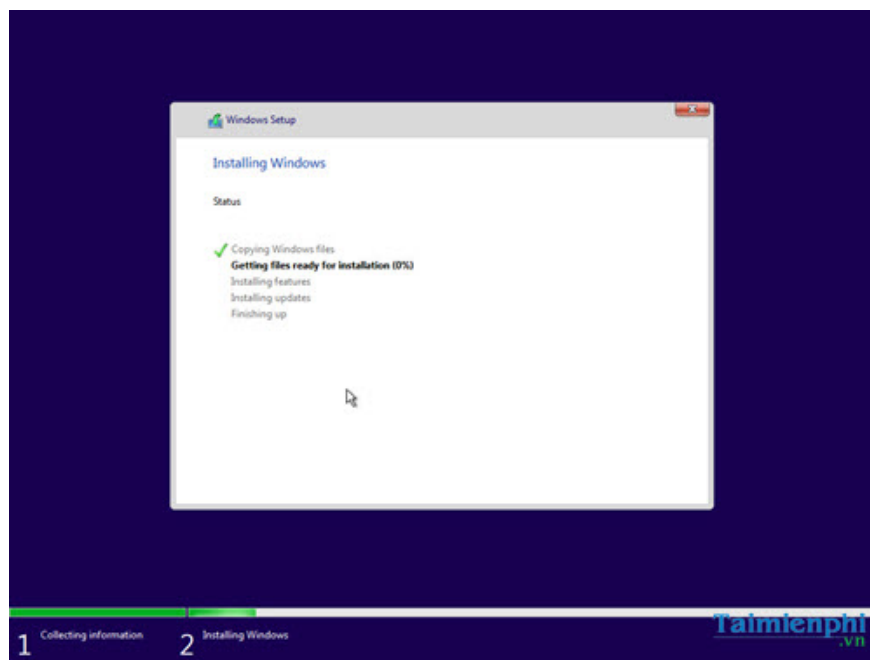 Windows Setup
Installing Windows
Status
Copying Windows files
Getting files ready for installation (0%)
Installing features
Installing updates
Finishing up
1 Collecting information
2 Installing Windows
Taimienphi
.vn